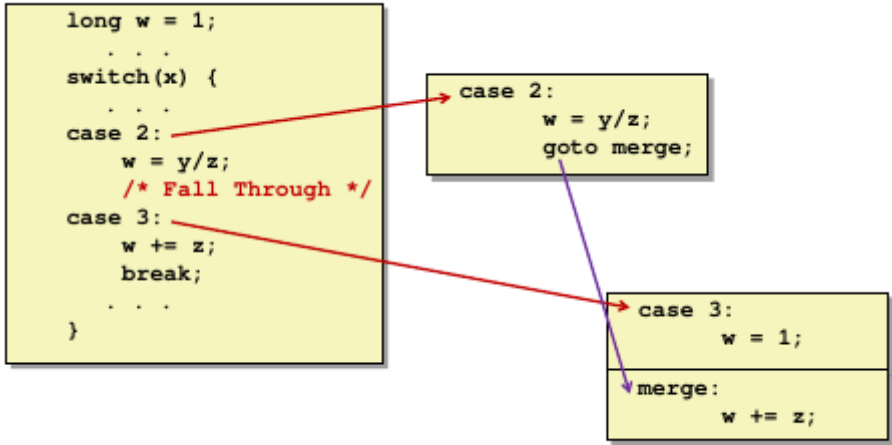 long w = 1;
. . .
switch(x) {
. . .
case 2:
w = y/z;
/* Fall Through */
case 3:
w += z;
break;
. . .
}
case 2:
w = y/z;
goto merge;
case 3:
w = 1;
merge:
w += z;